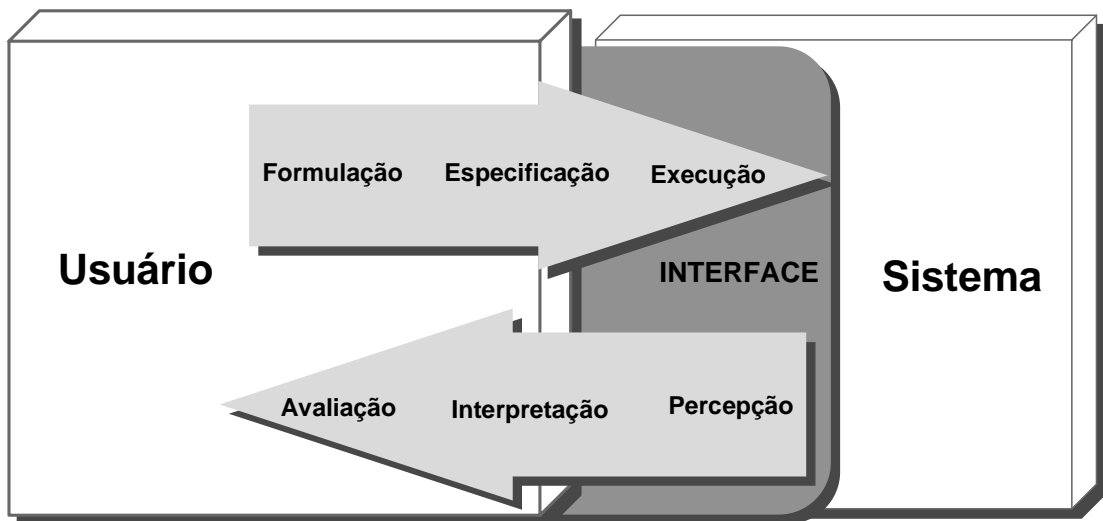 Formulação Especificação Execução
Usuário
INTERFACE
Sistema
Avaliação Interpretação Percepção